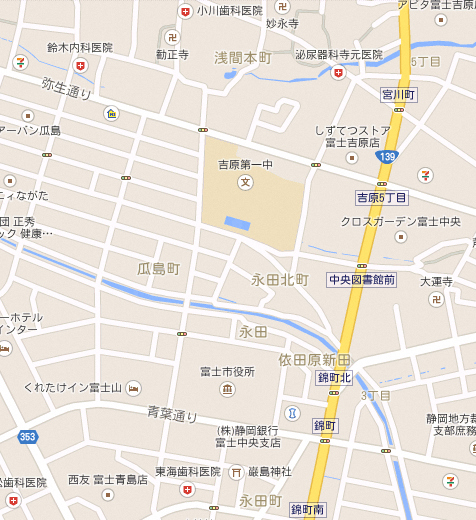 アピタ富士吉原
小川歯科医院
妙永寺
鈴木内科医院
勧正寺
浅間本町
泌尿器科寺元医院
5丁目
7
弥生通り
宮川町
アーバン瓜島
しずてつストア
富士吉原店
139
吉原第一中
文
7
吉原5丁目
ニィながた
クロスガーデン富士中央
団 正秀
ック 健康…
瓜島町
永田北町
中央図書館前
大運寺
ーホテル
インター
永田
依田原新田
富士市役所
錦町北
くれたけイン富士山
3丁目
青葉通り
353
(株)静岡銀行
富士中央支店
錦町
静岡地方裁
支部庶務
東海歯科医院
巌島神社
西友 富士青島店
松歯科医院
7
永田町
錦町南